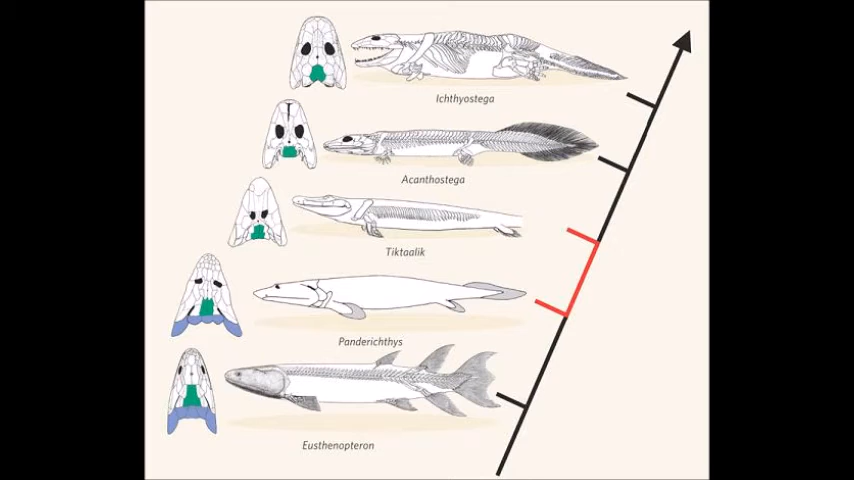 Ichthyostega
Acanthostega
Tiktaalik
Panderichthys
Eusthenopteron